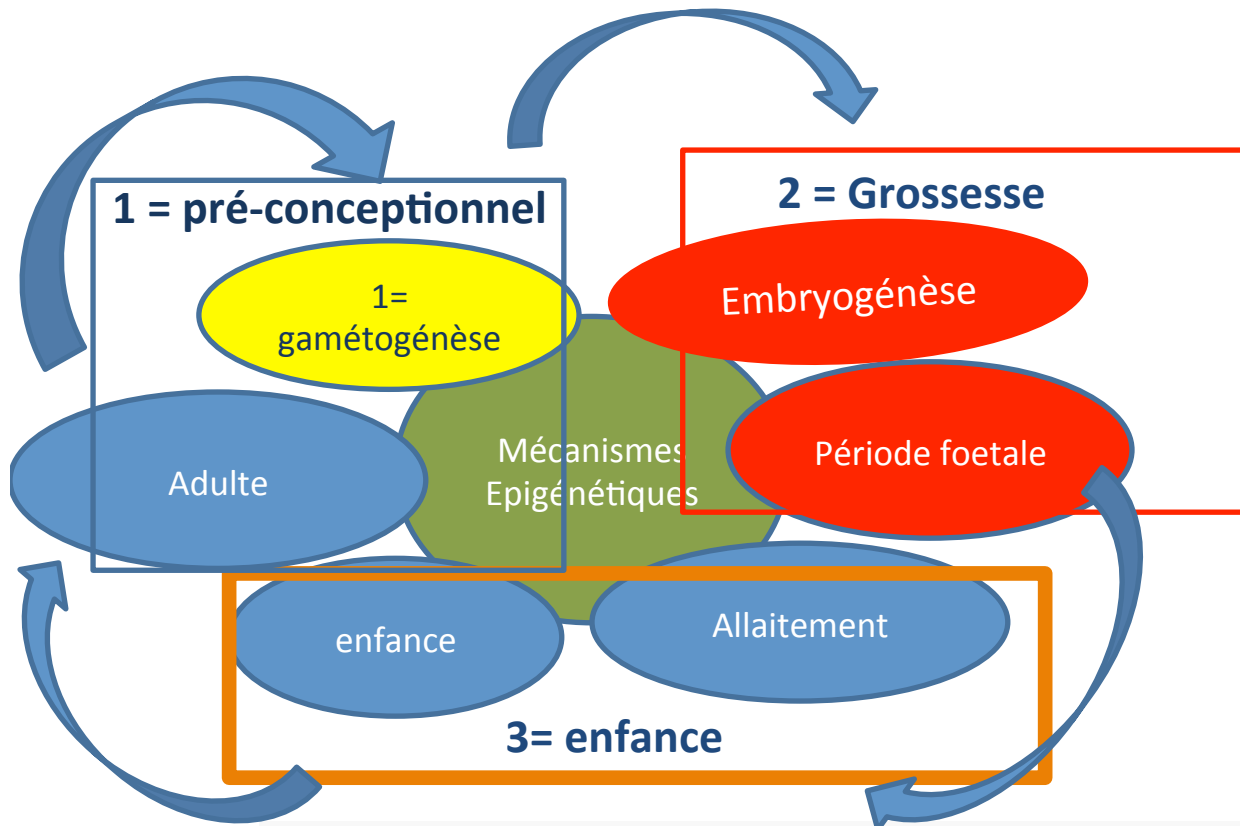 1 = pré-conceptionnel
1=
gamétogénèse
Adulte
Mécanismes
Epigénétiques
2 = Grossesse
Embryogénèse
Période foetale
enfance
Allaitement
3= enfance